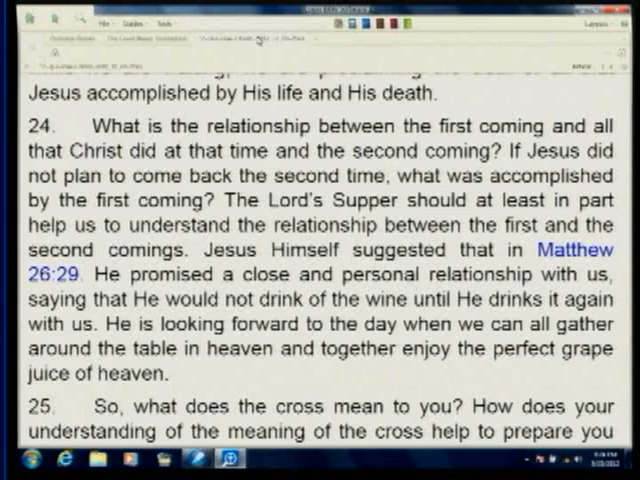 File
Guides
Tools
Layouts
Jesus accomplished by His life and His death.
24. What is the relationship between the first coming and all
that Christ did at that time and the second coming? If Jesus did
not plan to come back the second time, what was accomplished
by the first coming? The Lord's Supper should at least in part
help us to understand the relationship between the first and the
second comings. Jesus Himself suggested that in Matthew
26:29. He promised a close and personal relationship with us,
saying that He would not drink of the wine until He drinks it again
with us. He is looking forward to the day when we can all gather
around the table in heaven and together enjoy the perfect grape
juice of heaven.
25. So, what does the cross mean to you? How does your
understanding of the meaning of the cross help to prepare you